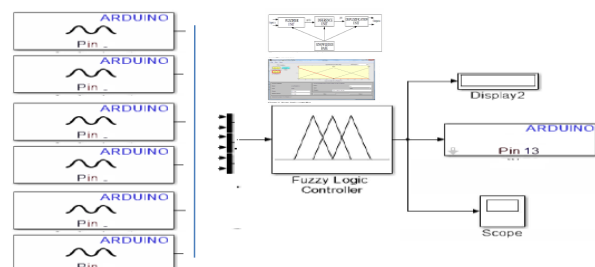 ARDUINO
Pin
ARDUINO
Pin
ARDUINO
Pin
ARDUINO
Pin
ARDUINO
Pin
ARDUINO
Pin
Fuzzy Logic
Controller
Display2
ARDUINO
Pin 13
Scope